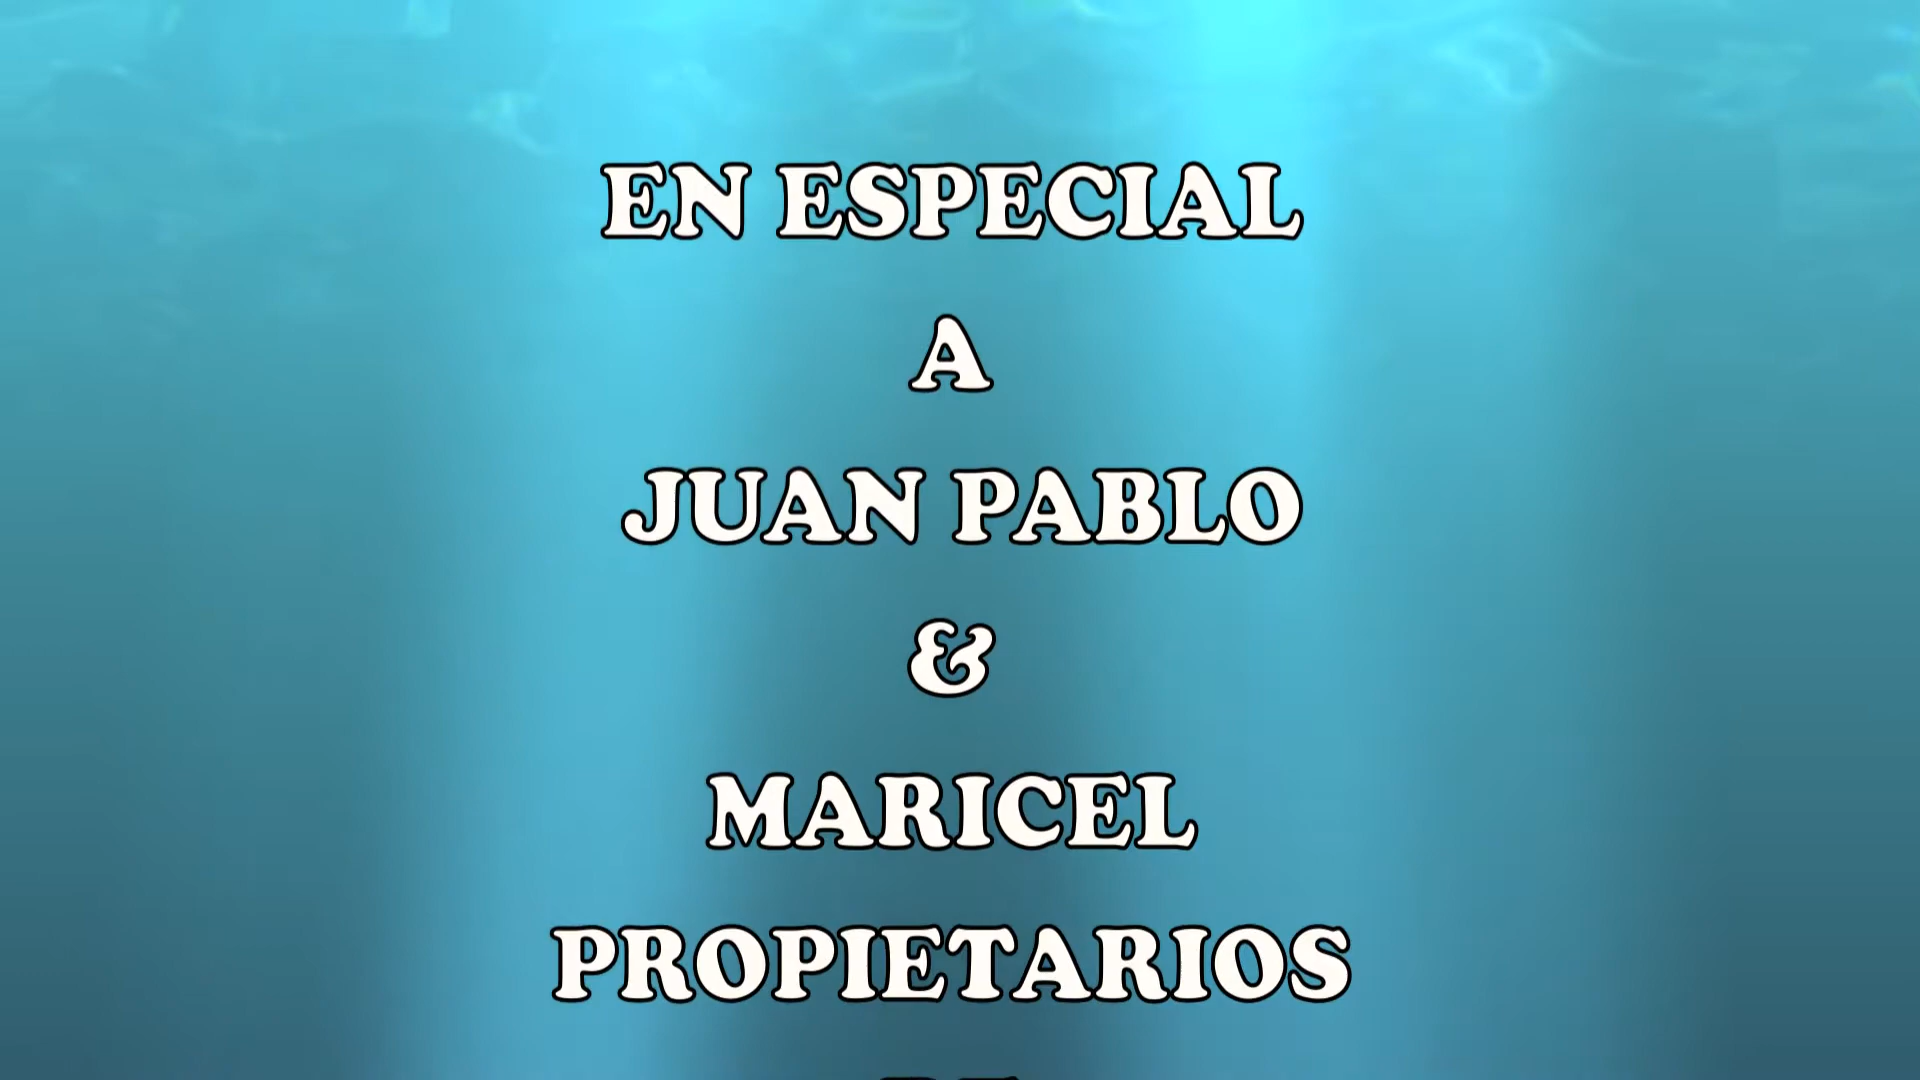 EN ESPECIAL
A
JUAN PABLO
&
MARICEL
PROPIETARIOS